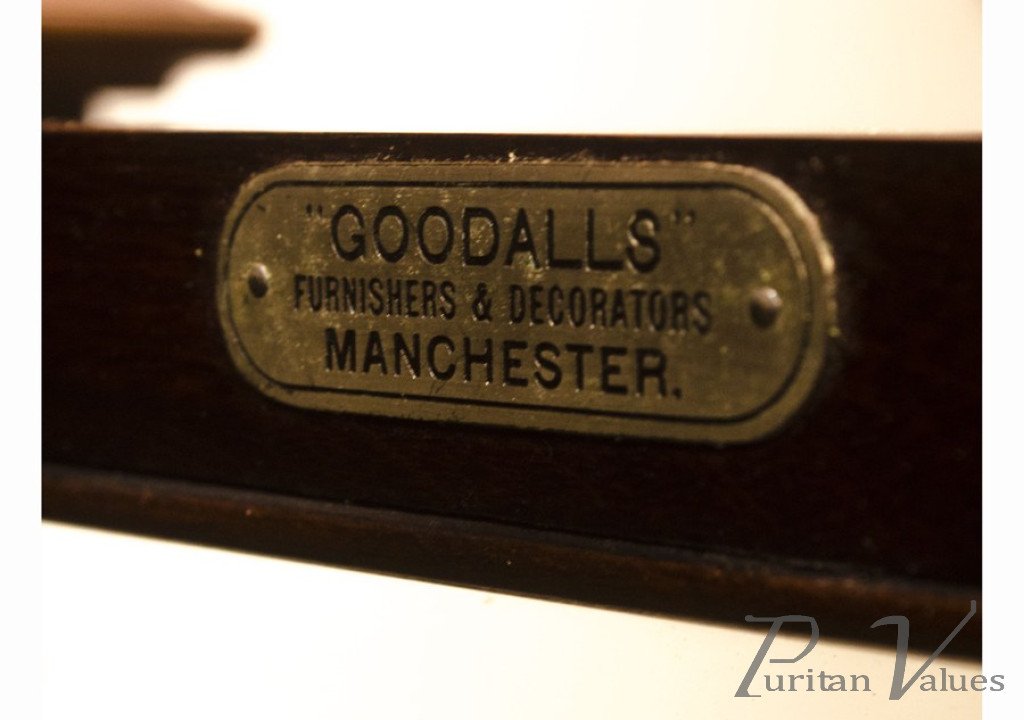 "GOODALLS"
FURNISHERS & DECORATORS
MANCHESTER.
Puritan Values